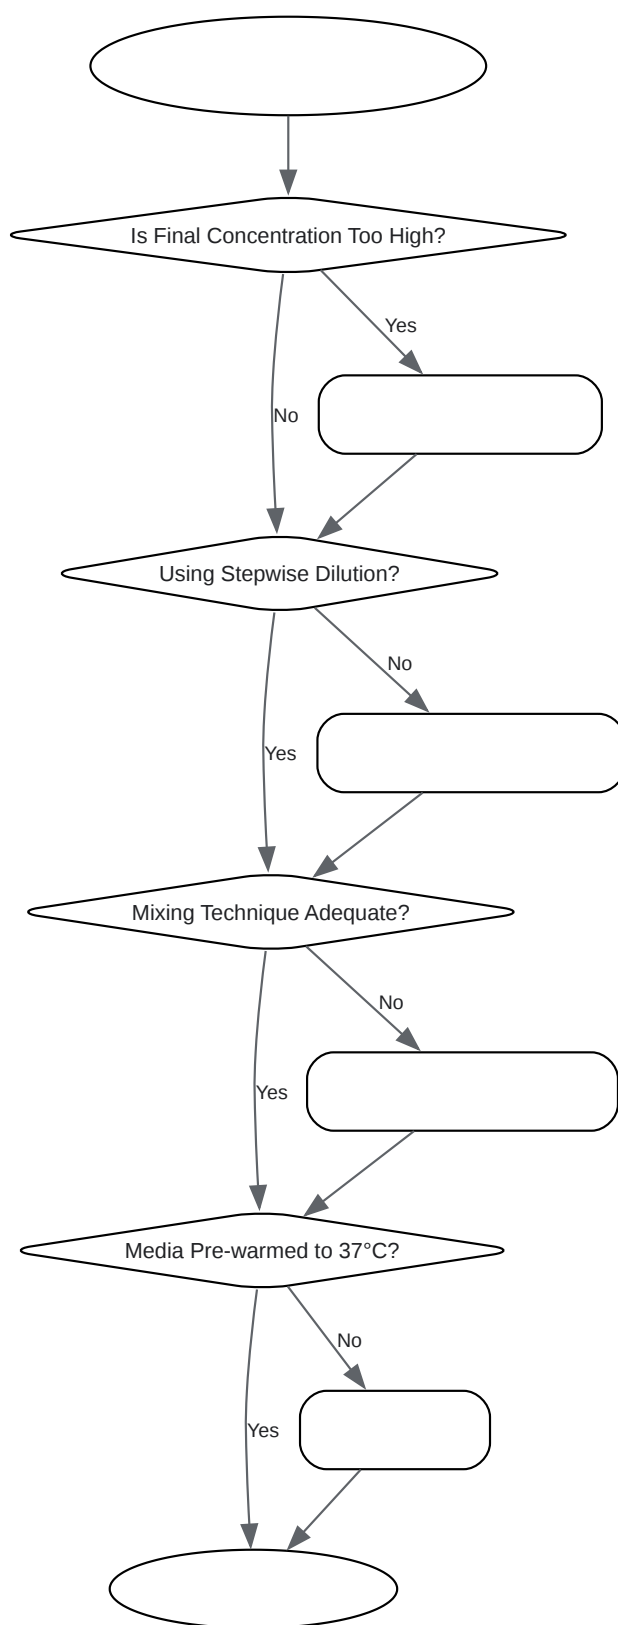 Is Final Concentration Too High?
Yes
No
Using Stepwise Dilution?
No
Yes
Mixing Technique Adequate?
No
Yes
Media Pre-warmed to 37°C?
No
Yes